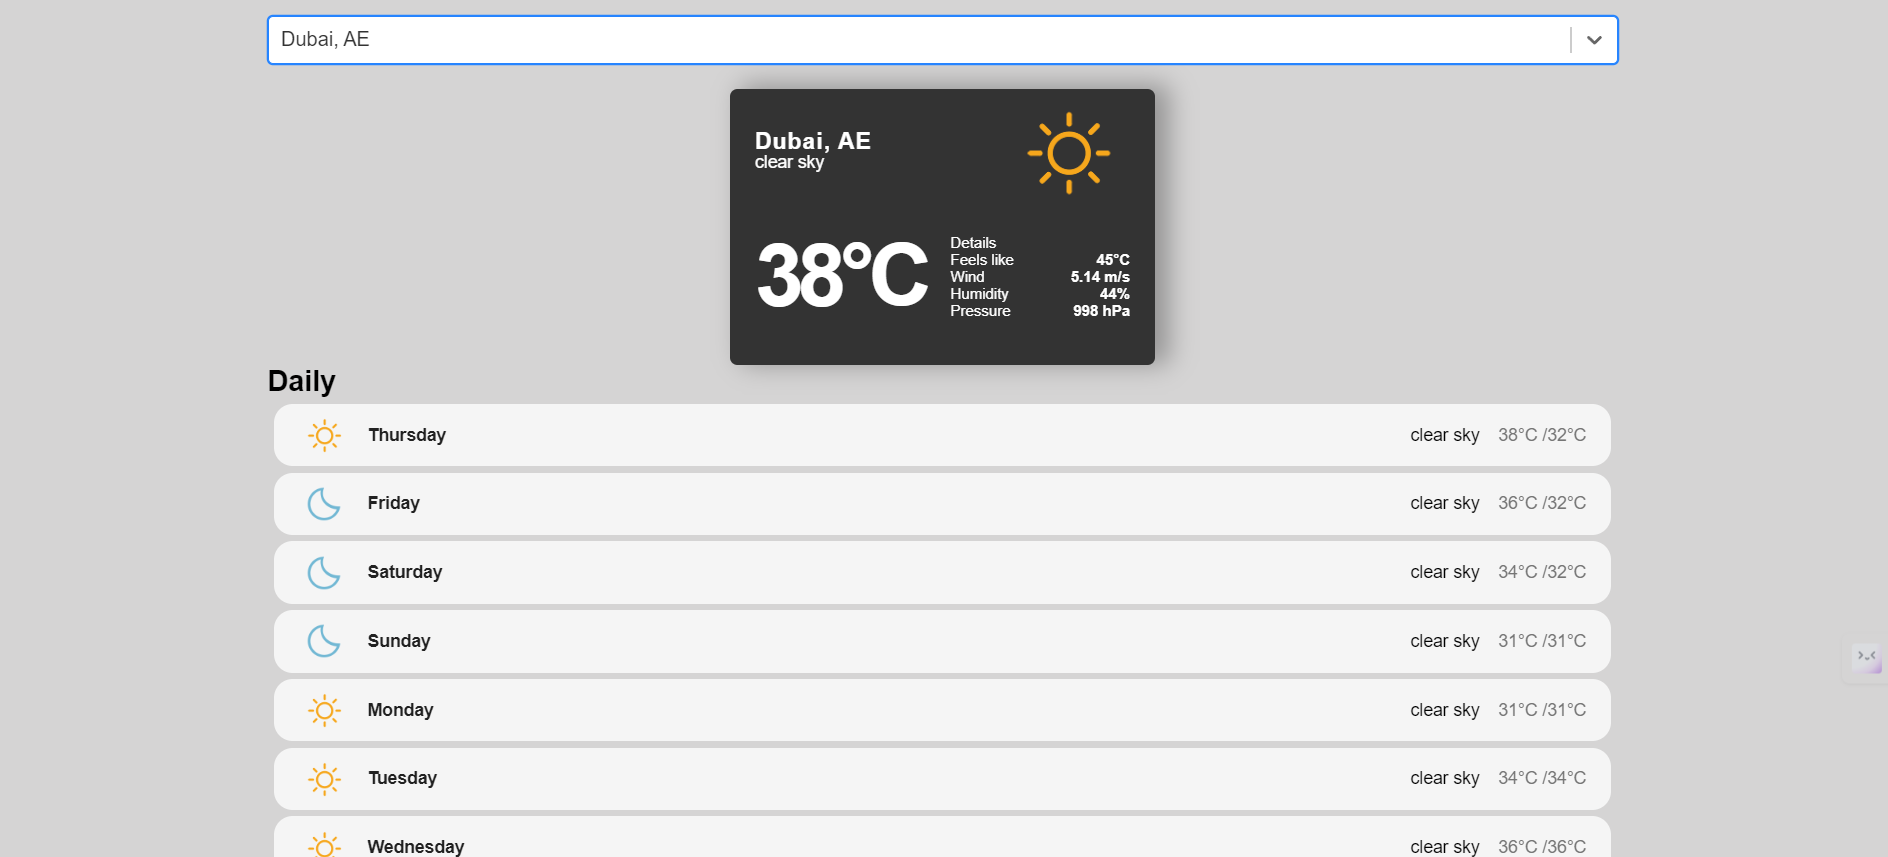 Dubai, AE
Dubai, AE
clear sky
38°C
Details
Feels like 45°C
Wind 5.14 m/s
Humidity 44%
Pressure 998 hPa
Daily
Thursday clear sky 38°C /32°C
Friday clear sky 36°C /32°C
Saturday clear sky 34°C /32°C
Sunday clear sky 31°C /31°C
Monday clear sky 31°C /31°C
Tuesday clear sky 34°C /34°C
Wednesday clear sky 36°C /36°C